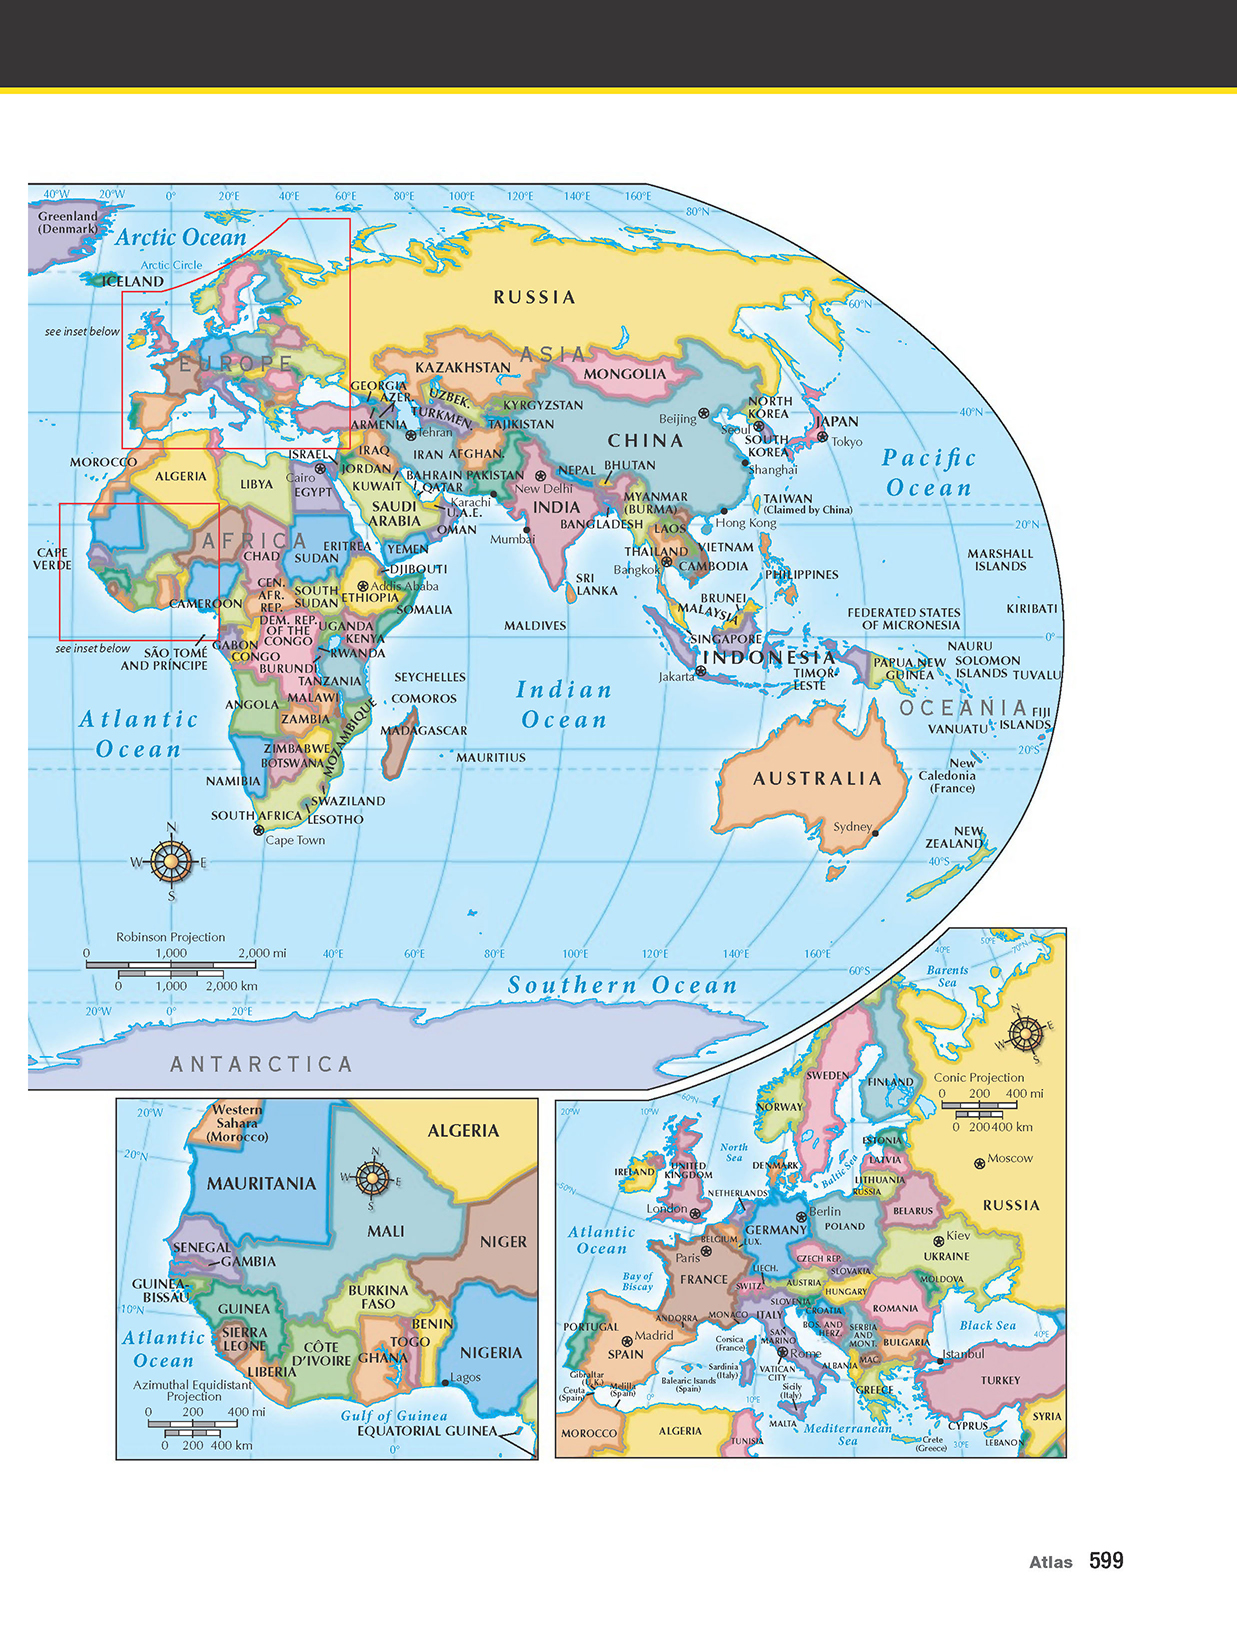 40°W 20°W 0° 20°E 40°E 60°E 80°E 100°E 120°E 140°E 160°E
80°N
Greenland
(Denmark)
Arctic Ocean
Arctic Circle
ICELAND
60°N
RUSSIA
see inset below
EUROPE
ASIA
KAZAKHSTAN
MONGOLIA
GEORGIA
AZER.
UZBEK.
KYRGYZSTAN
TURKMEN.
ARMENIA
TAJIKISTAN
Tehran
Beijing
NORTH
KOREA
Seoul
SOUTH
KOREA
JAPAN
Tokyo
40°N
CHINA
Pacific
Ocean
MOROCCO
ALGERIA
LIBYA
ISRAEL
Cairo
EGYPT
IRAQ
JORDAN
KUWAIT
IRAN
AFGHAN.
BAHRAIN
QATAR
PAKISTAN
Karachi
U.A.E.
SAUDI
ARABIA
OMAN
New Delhi
NEPAL
BHUTAN
Shanghai
INDIA
BANGLADESH
MYANMAR
(BURMA)
LAOS
TAIWAN
(Claimed by China)
Hong Kong
20°N
Mumbai
AFRICA
CHAD
SUDAN
ERITREA
YEMEN
DJIBOUTI
CAPE
VERDE
THAILAND
Bangkok
VIETNAM
CAMBODIA
PHILIPPINES
MARSHALL
ISLANDS
CEN.
AFR.
REP.
SOUTH
SUDAN
Addis Ababa
ETHIOPIA
SOMALIA
CAMEROON
SRI
LANKA
BRUNEI
MALAYSIA
FEDERATED STATES
OF MICRONESIA
KIRIBATI
DEM. REP.
OF THE
CONGO
UGANDA
KENYA
RWANDA
MALDIVES
SINGAPORE
0°
see inset below
SÃO TOMÉ
AND PRÍNCIPE
GABON
CONGO
BURUNDI
TANZANIA
SEYCHELLES
INDONESIA
Jakarta
TIMOR-
LESTE
PAPUA NEW
GUINEA
NAURU
SOLOMON
ISLANDS
TUVALU
Atlantic
Ocean
ANGOLA
MALAWI
ZAMBIA
COMOROS
Indian
Ocean
OCEANIA
FIJI
ISLANDS
VANUATU
MOZAMBIQUE
MADAGASCAR
ZIMBABWE
BOTSWANA
MAURITIUS
20°S
NAMIBIA
AUSTRALIA
New
Caledonia
(France)
SWAZILAND
SOUTH AFRICA
LESOTHO
Cape Town
Sydney
NEW
ZEALAND
40°S
N
W E
S
Robinson Projection
0 1,000 2,000 mi
0 1,000 2,000 km
40°E 60°E 80°E 100°E 120°E 140°E 160°E
60°S
Southern Ocean
20°W 0° 20°E
ANTARCTICA
20°W
Western
Sahara
(Morocco)
ALGERIA
20°N
N
W E
S
MAURITANIA
MALI
NIGER
SENEGAL
GAMBIA
GUINEA-
BISSAU
10°N
GUINEA
BURKINA
FASO
BENIN
TOGO
SIERRA
LEONE
CÔTE
D'IVOIRE
GHANA
NIGERIA
LIBERIA
Lagos
Atlantic
Ocean
Azimuthal Equidistant
Projection
0 200 400 mi
0 200 400 km
Gulf of Guinea
EQUATORIAL GUINEA
0°
40°E 50°E 70°N
Barents
Sea
N
W E
S
Conic Projection
0 200 400 mi
0 200 400 km
20°W 10°W 60°N
SWEDEN
FINLAND
NORWAY
North
Sea
ESTONIA
LATVIA
Moscow
IRELAND
UNITED
KINGDOM
DENMARK
Baltic Sea
LITHUANIA
RUSSIA
RUSSIA
50°N
NETHERLANDS
London
Berlin
BELARUS
Atlantic
Ocean
GERMANY
POLAND
BELGIUM
LUX.
Kiev
Paris
CZECH REP.
UKRAINE
LIECH.
SLOVAKIA
Bay of
Biscay
FRANCE
SWITZ.
AUSTRIA
HUNGARY
MOLDOVA
SLOVENIA
CROATIA
ROMANIA
ANDORRA
MONACO
ITALY
PORTUGAL
Madrid
SPAIN
SAN
MARINO
BOS. AND
HERZ.
SERBIA
AND
MONT.
BULGARIA
Black Sea
40°E
Corsica
(France)
Rome
Istanbul
Sardinia
(Italy)
VATICAN
CITY
ALBANIA
MAC.
Gibraltar
(U.K.)
Ceuta
(Spain)
Melilla
(Spain)
Balearic Isands
(Spain)
Sicily
(Italy)
GREECE
TURKEY
0°
10°E
MOROCCO
ALGERIA
TUNISIA
MALTA
Mediterranean
Sea
Crete
(Greece)
30°E
CYPRUS
LEBANON
SYRIA
Atlas 599